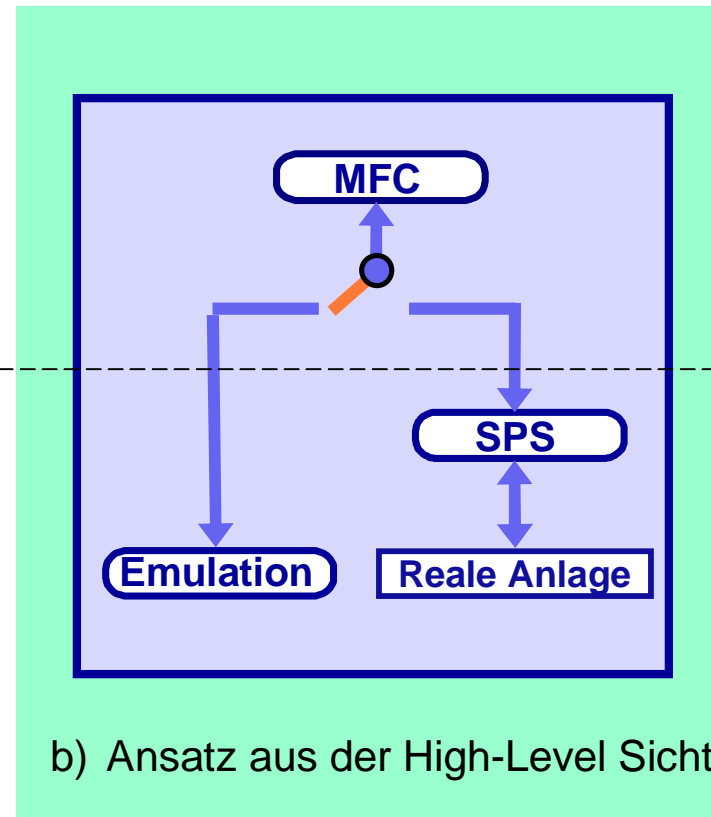 MFC
SPS
Emulation
Reale Anlage
b) Ansatz aus der High-Level Sicht